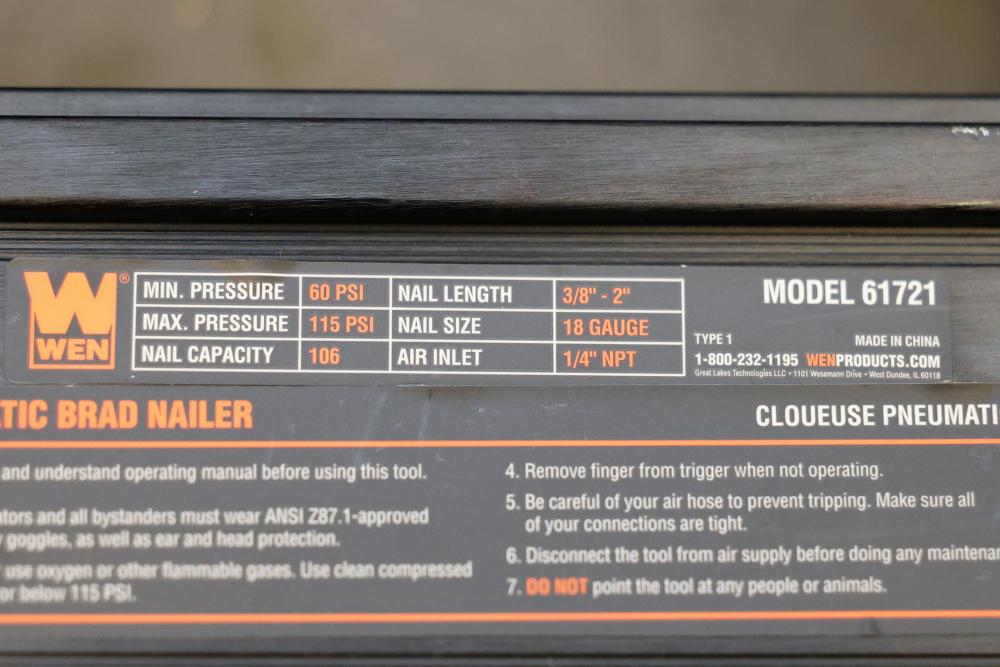 WEN®
MIN. PRESSURE 60 PSI NAIL LENGTH 3/8" - 2"
MAX. PRESSURE 115 PSI NAIL SIZE 18 GAUGE
NAIL CAPACITY 106 AIR INLET 1/4" NPT
MODEL 61721
TYPE 1 MADE IN CHINA
1-800-232-1195 WENPRODUCTS.COM
Great Lakes Technologies LLC • 1101 Wesemann Drive • West Dundee, IL 60118
TIC BRAD NAILER
CLOUEUSE PNEUMATI
and understand operating manual before using this tool.
tors and all bystanders must wear ANSI Z87.1-approved
goggles, as well as ear and head protection.
use oxygen or other flammable gases. Use clean compressed
or below 115 PSI.
4. Remove finger from trigger when not operating.
5. Be careful of your air hose to prevent tripping. Make sure all
of your connections are tight.
6. Disconnect the tool from air supply before doing any maintenan
7. DO NOT point the tool at any people or animals.